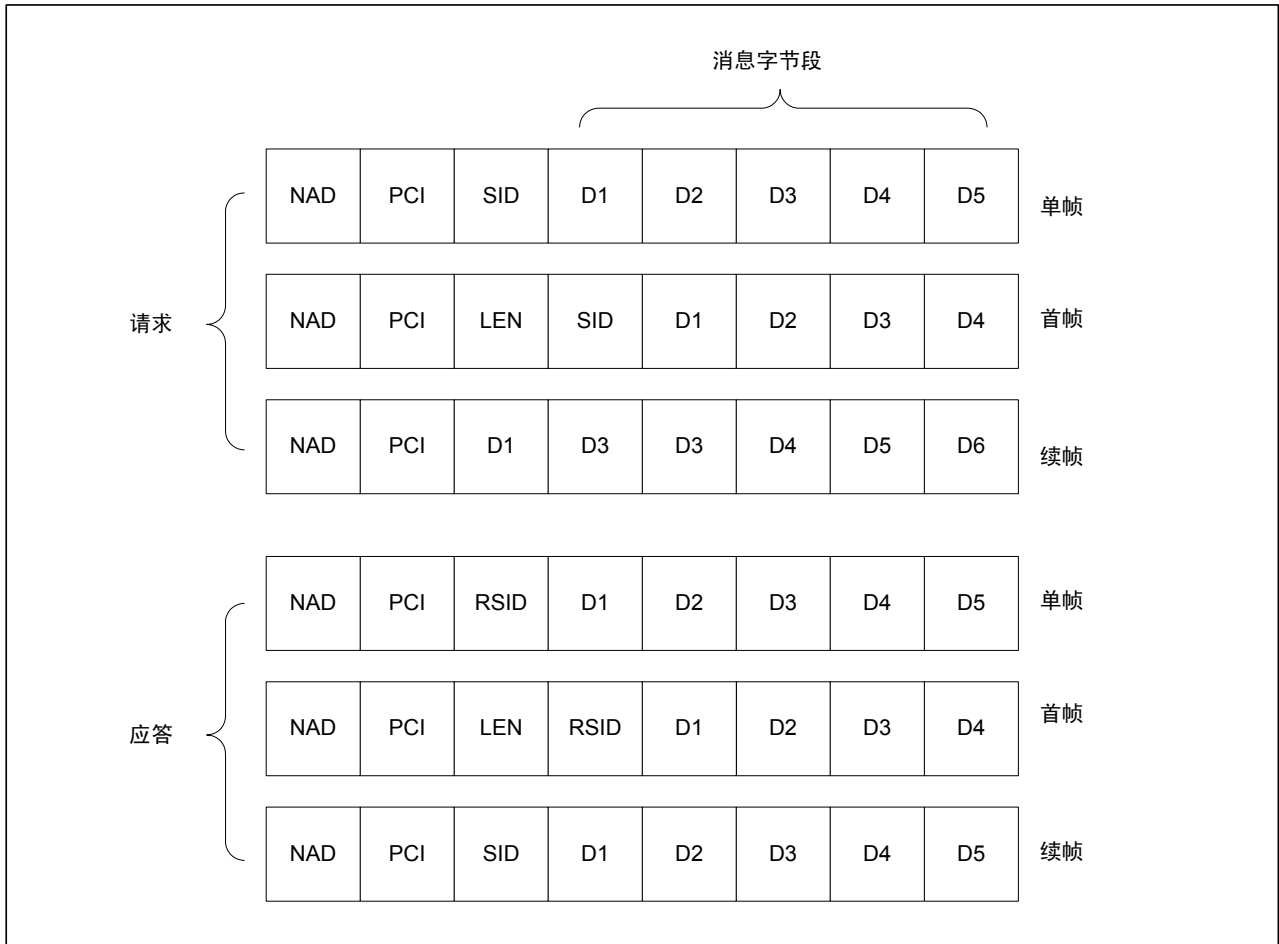 消息字节段
NAD PCI SID D1 D2 D3 D4 D5 单帧
请求 NAD PCI LEN SID D1 D2 D3 D4 首帧
NAD PCI D1 D3 D3 D4 D5 D6 续帧
NAD PCI RSID D1 D2 D3 D4 D5 单帧
应答 NAD PCI LEN RSID D1 D2 D3 D4 首帧
NAD PCI SID D1 D2 D3 D4 D5 续帧